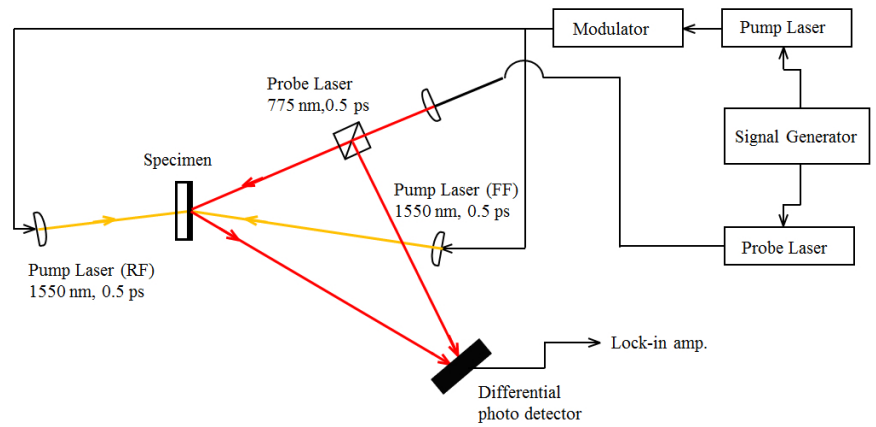 Modulator
Pump Laser
Probe Laser
775 nm,0.5 ps
Signal Generator
Specimen
Pump Laser (FF)
1550 nm, 0.5 ps
Probe Laser
Pump Laser (RF)
1550 nm, 0.5 ps
Lock-in amp.
Differential
photo detector